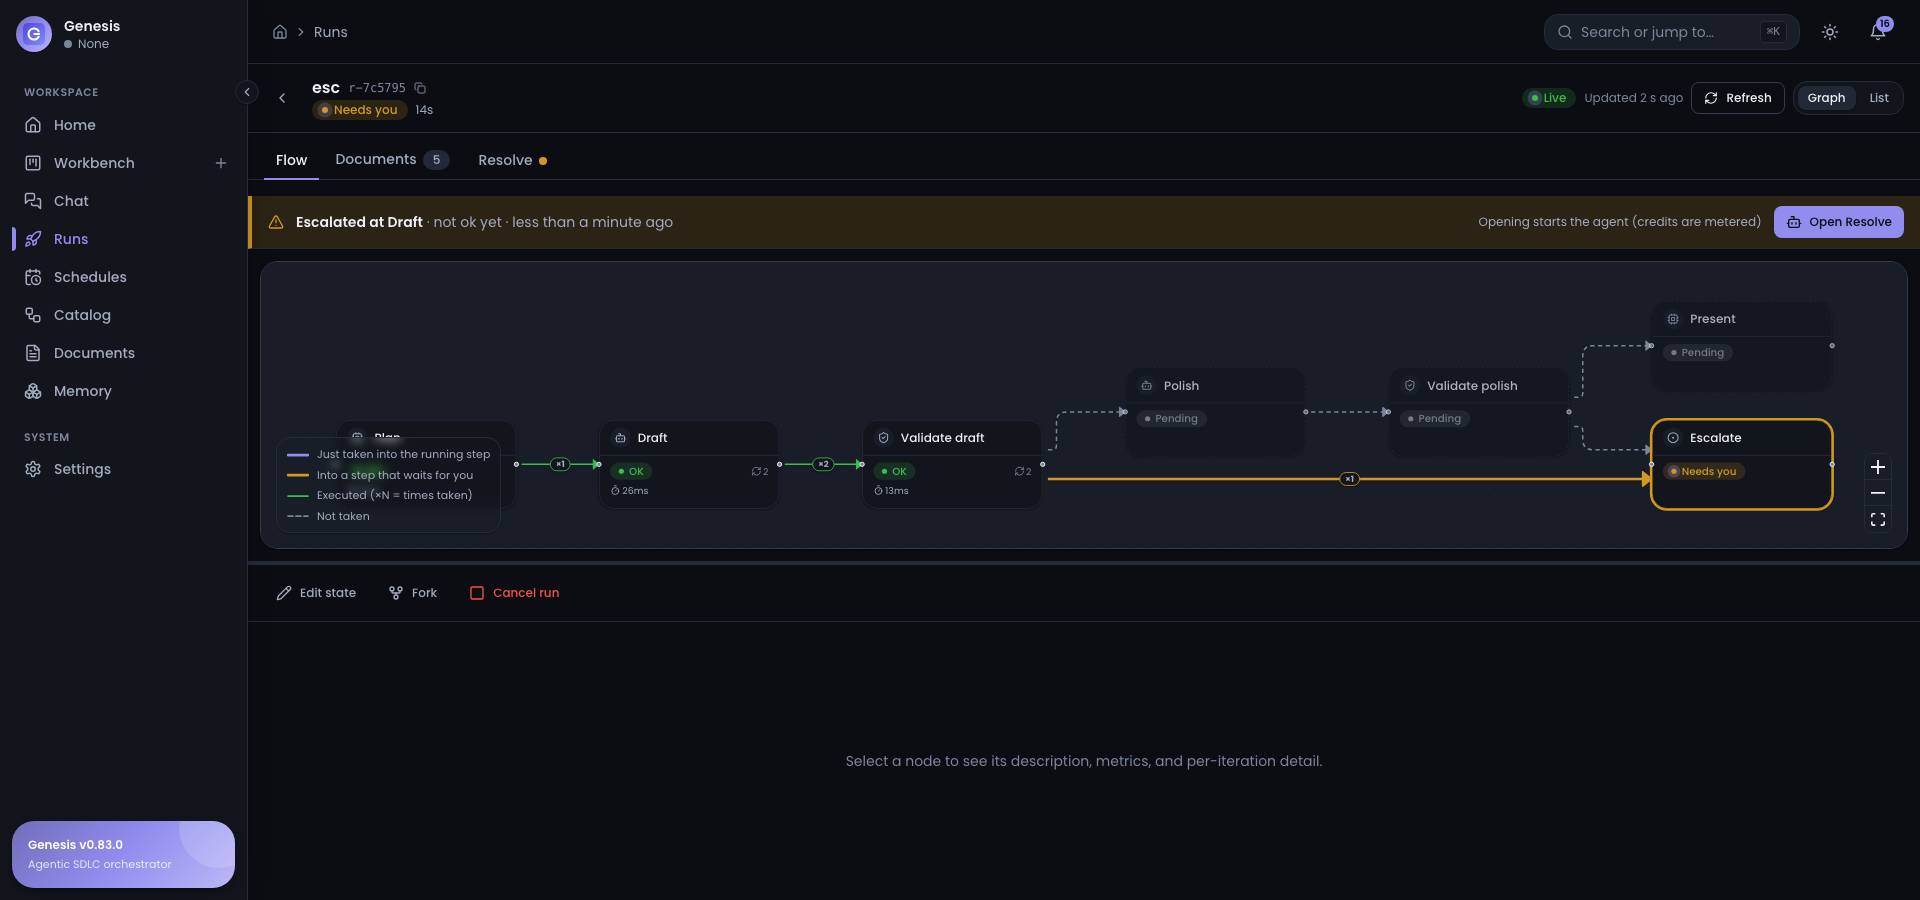 Genesis
None
WORKSPACE
Home
Workbench
Chat
Runs
Schedules
Catalog
Documents
Memory
SYSTEM
Settings
Genesis v0.83.0
Agentic SDLC orchestrator
Runs
Search or jump to...
⌘K
16
esc r-7c5795
Needs you 14s
Live Updated 2 s ago Refresh Graph List
Flow Documents 5 Resolve
Escalated at Draft · not ok yet · less than a minute ago
Opening starts the agent (credits are metered) Open Resolve
Plan
Just taken into the running step
Into a step that waits for you
Executed (×N = times taken)
Not taken
×1
Draft
OK 2
26ms
×2
Validate draft
OK 2
13ms
Polish
Pending
Validate polish
Pending
Present
Pending
×1
Escalate
Needs you
Edit state Fork Cancel run
Select a node to see its description, metrics, and per-iteration detail.